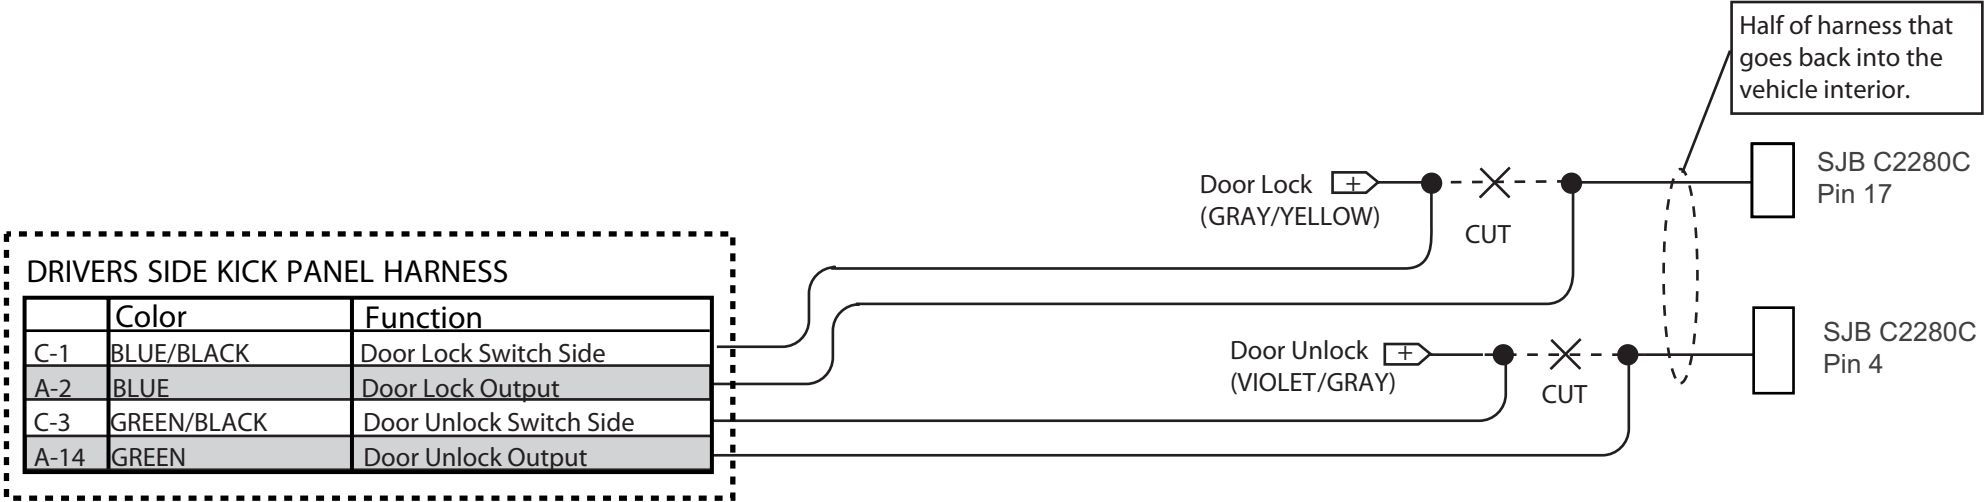 Half of harness that
goes back into the
vehicle interior.
SJB C2280C
Pin 17
Door Lock +
(GRAY/YELLOW)
CUT
DRIVERS SIDE KICK PANEL HARNESS
Color Function
C-1 BLUE/BLACK Door Lock Switch Side
A-2 BLUE Door Lock Output
C-3 GREEN/BLACK Door Unlock Switch Side
A-14 GREEN Door Unlock Output
Door Unlock +
(VIOLET/GRAY)
CUT
SJB C2280C
Pin 4